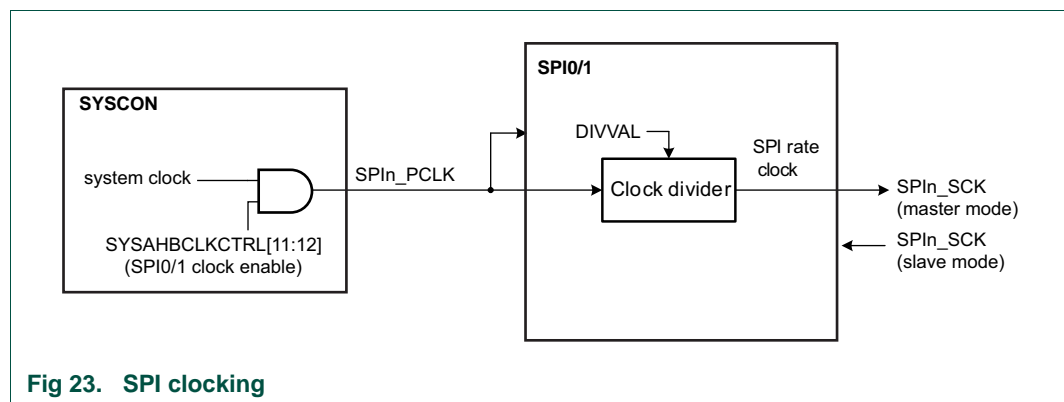 SYSCON
system clock
SYSAHBCLKCTRL[11:12]
(SPI0/1 clock enable)
SPIn_PCLK
SPI0/1
DIVVAL
Clock divider
SPI rate
clock
SPIn_SCK
(master mode)
SPIn_SCK
(slave mode)
Fig 23. SPI clocking